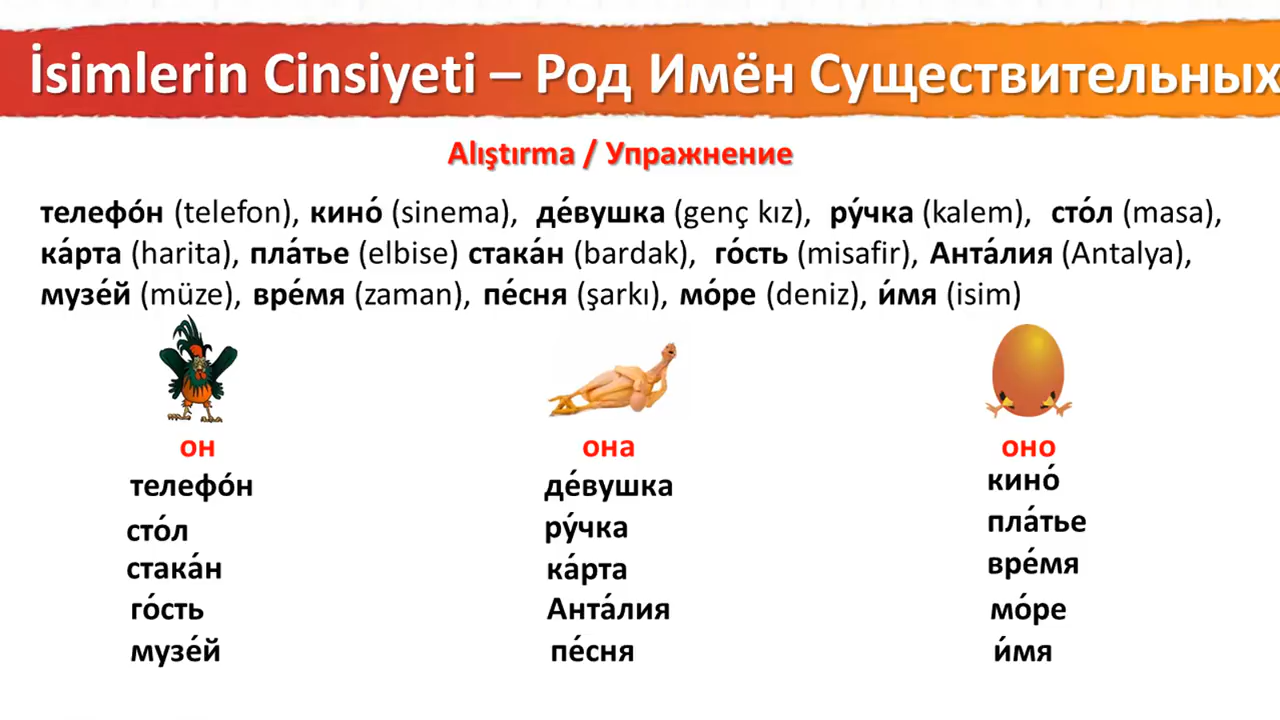 İsimlerin Cinsiyeti – Род Имён Существительных
Alıştırma / Упражнение
телефо́н (telefon), кино́ (sinema), де́вушка (genç kız), ру́чка (kalem), сто́л (masa),
ка́рта (harita), пла́тье (elbise) стака́н (bardak), го́сть (misafir), Анта́лия (Antalya),
музе́й (müze), вре́мя (zaman), пе́сня (şarkı), мо́ре (deniz), и́мя (isim)
он она оно
телефо́н де́вушка кино́
сто́л ру́чка пла́тье
стака́н ка́рта вре́мя
го́сть Анта́лия мо́ре
музе́й пе́сня и́мя